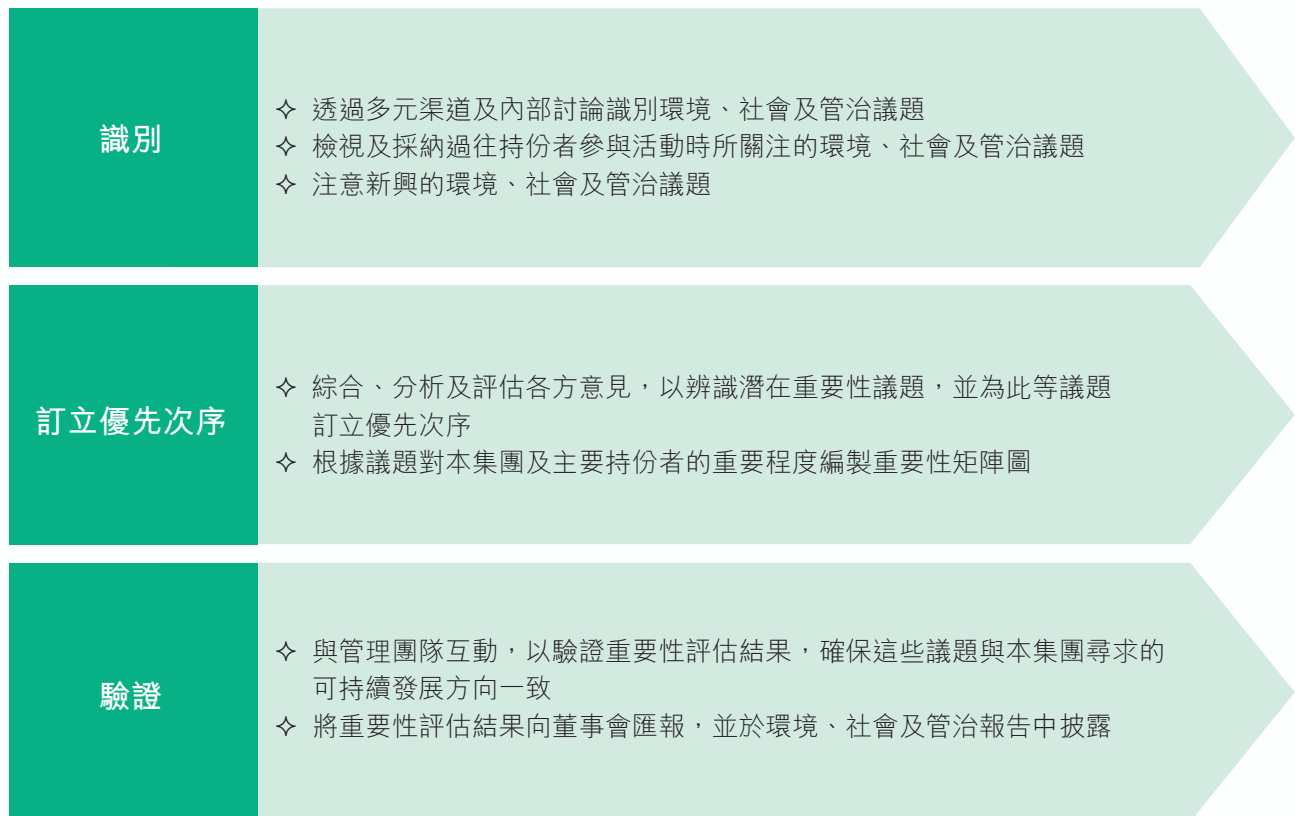 識別
✧ 透過多元渠道及內部討論識別環境、社會及管治議題
✧ 檢視及採納過往持份者參與活動時所關注的環境、社會及管治議題
✧ 注意新興的環境、社會及管治議題
訂立優先次序
✧ 綜合、分析及評估各方意見，以辨識潛在重要性議題，並為此等議題
訂立優先次序
✧ 根據議題對本集團及主要持份者的重要程度編製重要性矩陣圖
驗證
✧ 與管理團隊互動，以驗證重要性評估結果，確保這些議題與本集團尋求的
可持續發展方向一致
✧ 將重要性評估結果向董事會匯報，並於環境、社會及管治報告中披露